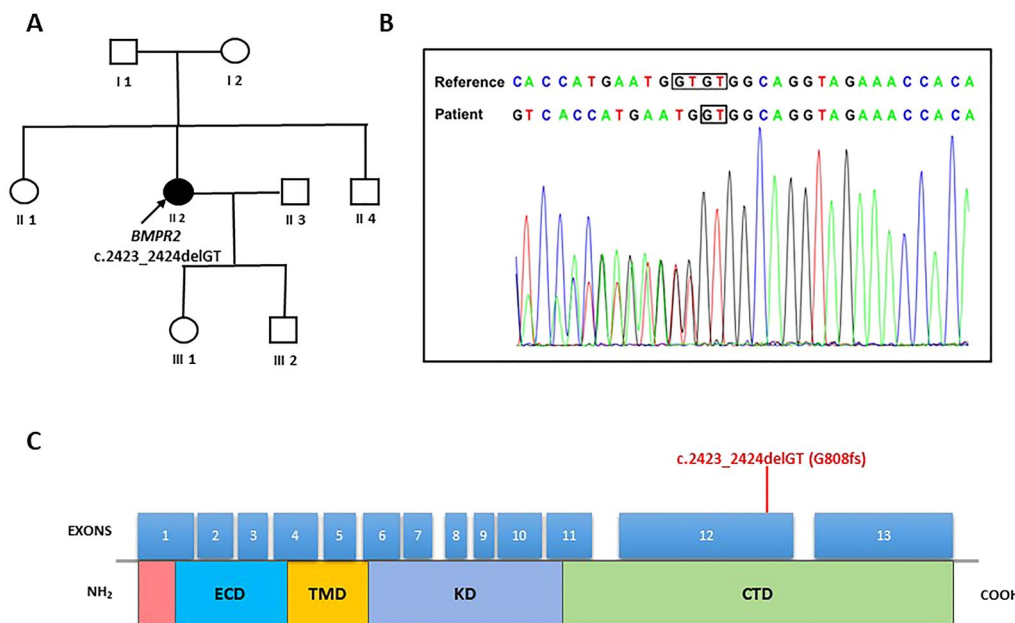 A
I 1
I 2
II 1
II 2
II 3
II 4
BMPR2
c.2423_2424delGT
III 1
III 2
B
Reference CACCATGAATGGTGTGGCAGGTAGAAACCACA
Patient GTCACCATGAATGGTGGCAGGTAGAAACCACA
C
c.2423_2424delGT (G808fs)
EXONS 1 2 3 4 5 6 7 8 9 10 11 12 13
NH₂ ECD TMD KD CTD COOH